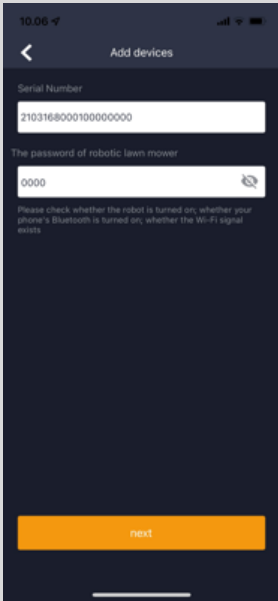 10.06
Add devices
Serial Number
2103168000100000000
The password of robotic lawn mower
0000
Please check whether the robot is turned on; whether your
phone's Bluetooth is turned on; whether the Wi-Fi signal
exists
next